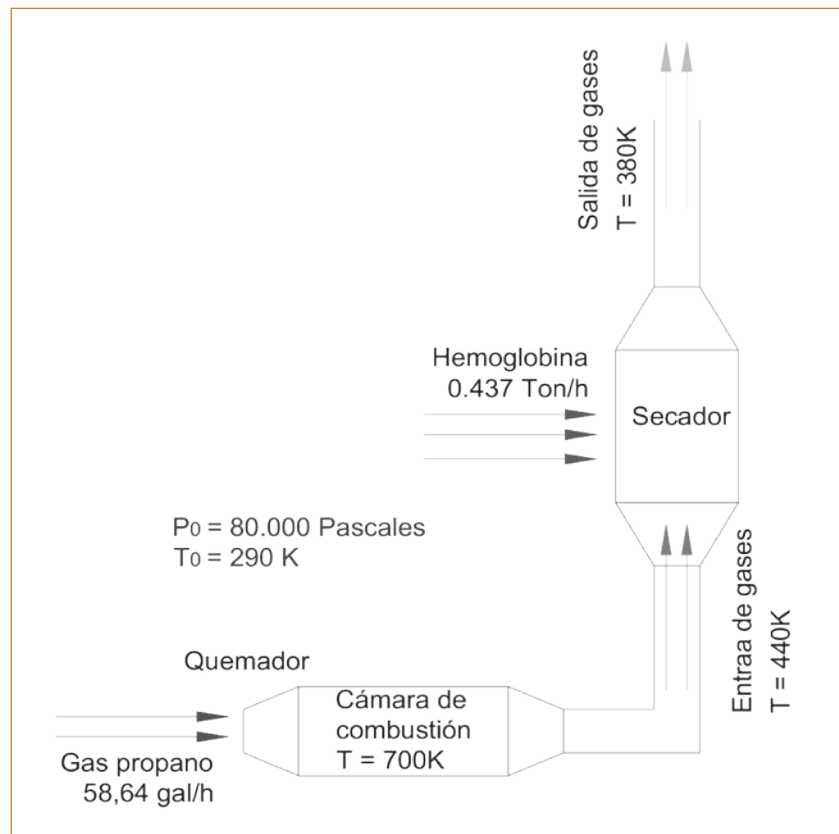 Salida de gases
T = 380K
Hemoglobina
0.437 Ton/h
Secador
P0 = 80.000 Pascales
T0 = 290 K
Entraa de gases
T = 440K
Quemador
Cámara de
combustión
T = 700K
Gas propano
58,64 gal/h